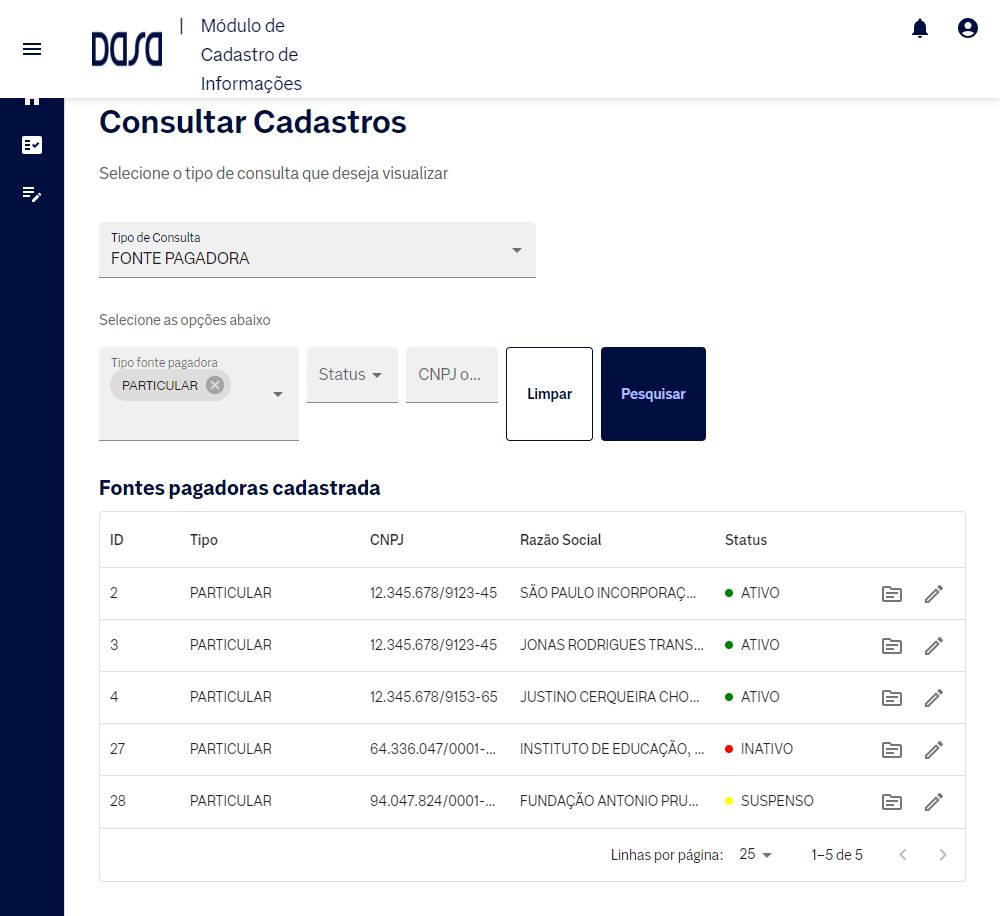 dasa | Módulo de
Cadastro de
Informações
Consultar Cadastros
Selecione o tipo de consulta que deseja visualizar
Tipo de Consulta
FONTE PAGADORA
Selecione as opções abaixo
Tipo fonte pagadora
PARTICULAR
Status
CNPJ o...
Limpar
Pesquisar
Fontes pagadoras cadastrada
ID Tipo CNPJ Razão Social Status
2 PARTICULAR 12.345.678/9123-45 SÃO PAULO INCORPORAÇ... ATIVO
3 PARTICULAR 12.345.678/9123-45 JONAS RODRIGUES TRANS... ATIVO
4 PARTICULAR 12.345.678/9153-65 JUSTINO CERQUEIRA CHO... ATIVO
27 PARTICULAR 64.336.047/0001-... INSTITUTO DE EDUCAÇÃO, ... INATIVO
28 PARTICULAR 94.047.824/0001-... FUNDAÇÃO ANTONIO PRU... SUSPENSO
Linhas por página: 25 1–5 de 5